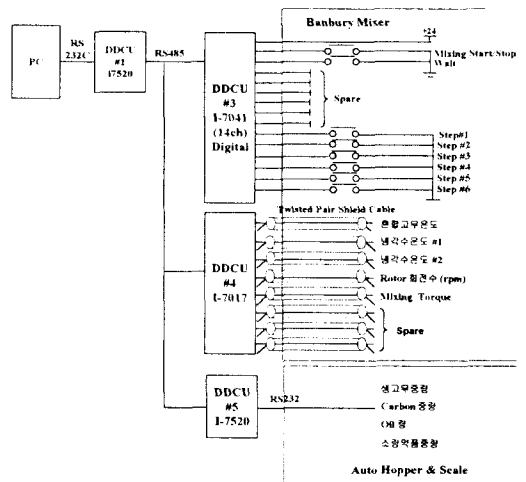 Banbury Mixer
+24
PC
RS
232C
DDCU
#1
I7520
RS485
DDCU
#3
I-7041
(14ch)
Digital
Mixing Start/Stop
Wait
Spare
Step#1
Step #2
Step #3
Step #4
Step #5
Step #6
Twisted Pair Shield Cable
DDCU
#4
I-7017
혼합고무온도
냉각수온도 #1
냉각수온도 #2
Rotor 회전수 (rpm)
Mixing Torque
Spare
DDCU
#5
I-7520
RS232
생고무중량
Carbon 중량
Oil 량
소량약품중량
Auto Hopper & Scale